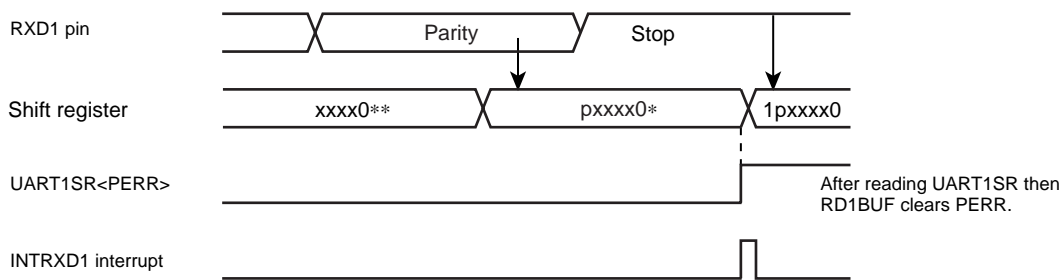 RXD1 pin
Parity
Stop
Shift register
xxxx0**
pxxxx0*
1pxxxx0
UART1SR<PERR>
After reading UART1SR then
RD1BUF clears PERR.
INTRXD1 interrupt